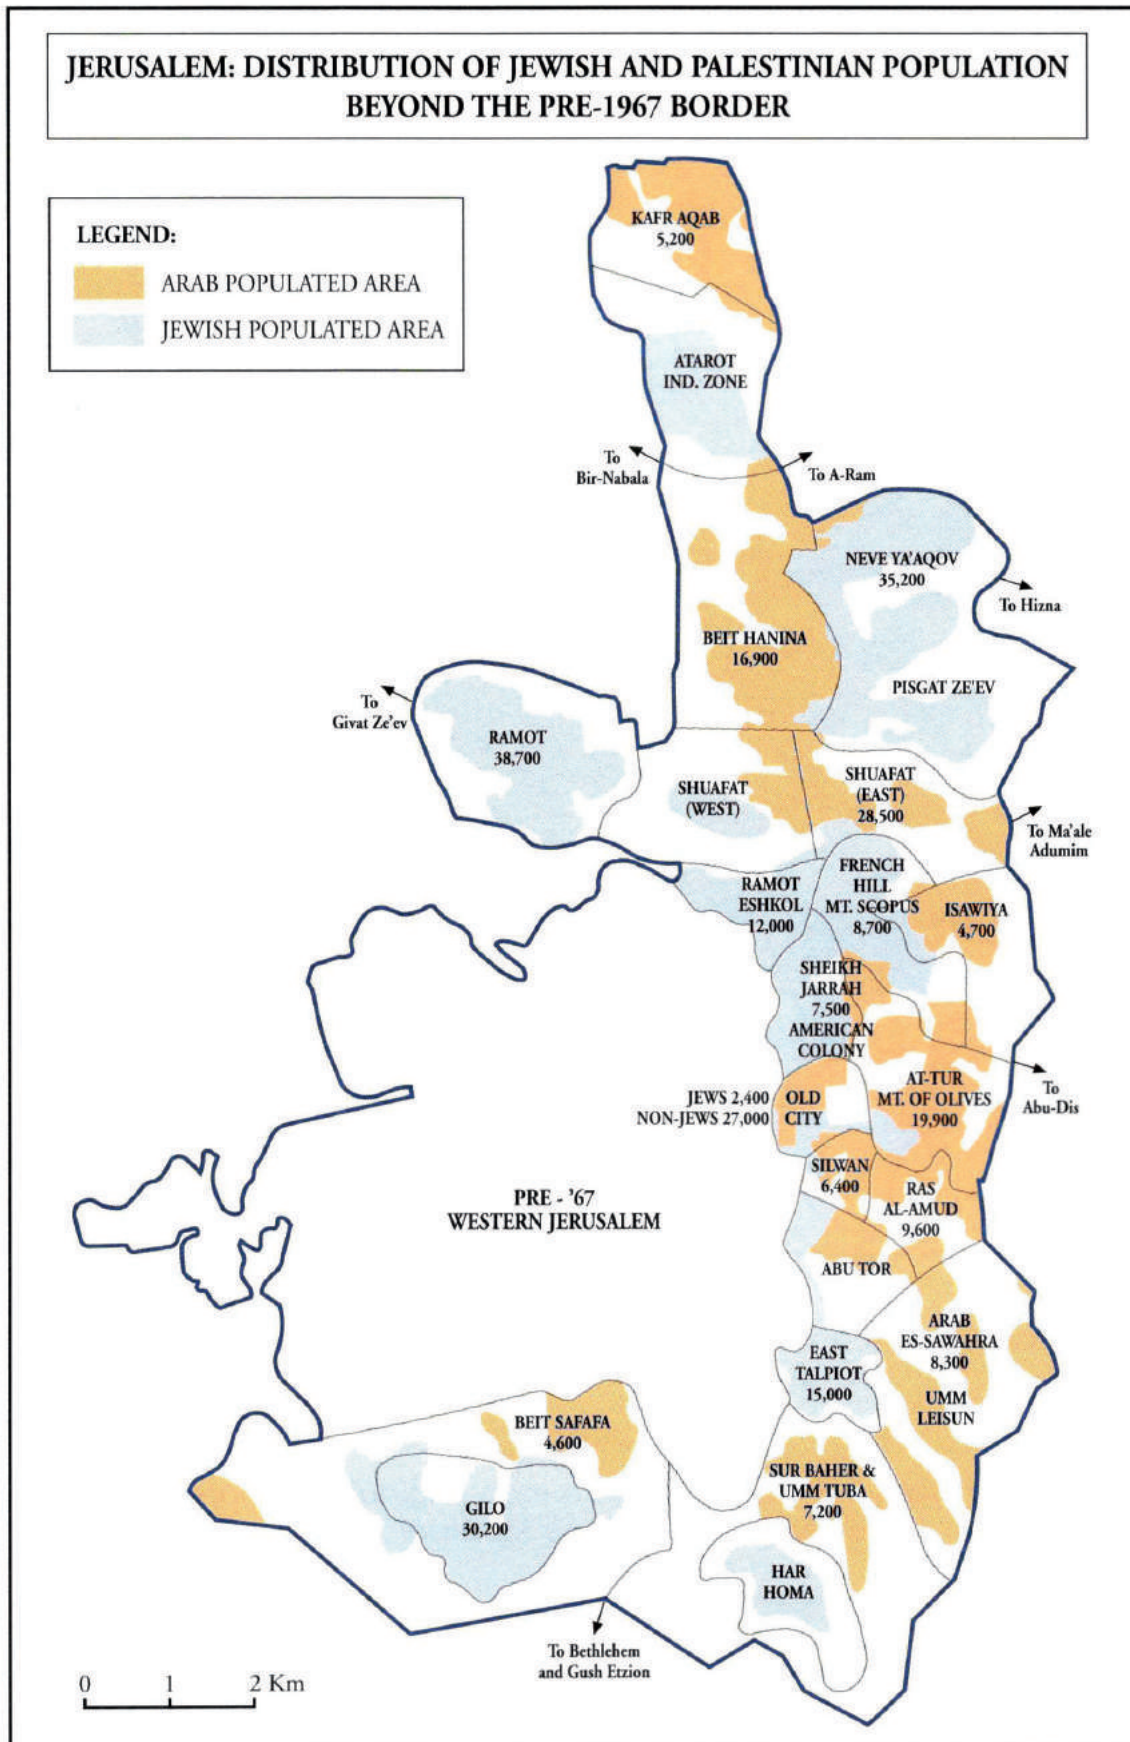 JERUSALEM: DISTRIBUTION OF JEWISH AND PALESTINIAN POPULATION
BEYOND THE PRE-1967 BORDER
LEGEND:
ARAB POPULATED AREA
JEWISH POPULATED AREA
KAFR AQAB
5,200
ATAROT
IND. ZONE
To
Bir-Nabala
To A-Ram
NEVE YA'AQOV
35,200
To Hizna
BEIT HANINA
16,900
PISGAT ZE'EV
To
Givat Ze'ev
RAMOT
38,700
SHUAFAT
(WEST)
SHUAFAT
(EAST)
28,500
To Ma'ale
Adumim
RAMOT
ESHKOL
12,000
FRENCH
HILL
MT. SCOPUS
8,700
ISAWIYA
4,700
SHEIKH
JARRAH
7,500
AMERICAN
COLONY
JEWS 2,400
NON-JEWS 27,000
OLD
CITY
AT-TUR
MT. OF OLIVES
19,900
To
Abu-Dis
SILWAN
6,400
RAS
AL-AMUD
9,600
PRE - '67
WESTERN JERUSALEM
ABU TOR
ARAB
ES-SAWAHRA
8,300
EAST
TALPIOT
15,000
UMM
LEISUN
BEIT SAFAFA
4,600
SUR BAHER &
UMM TUBA
7,200
GILO
30,200
HAR
HOMA
To Bethlehem
and Gush Etzion
0 1 2 Km